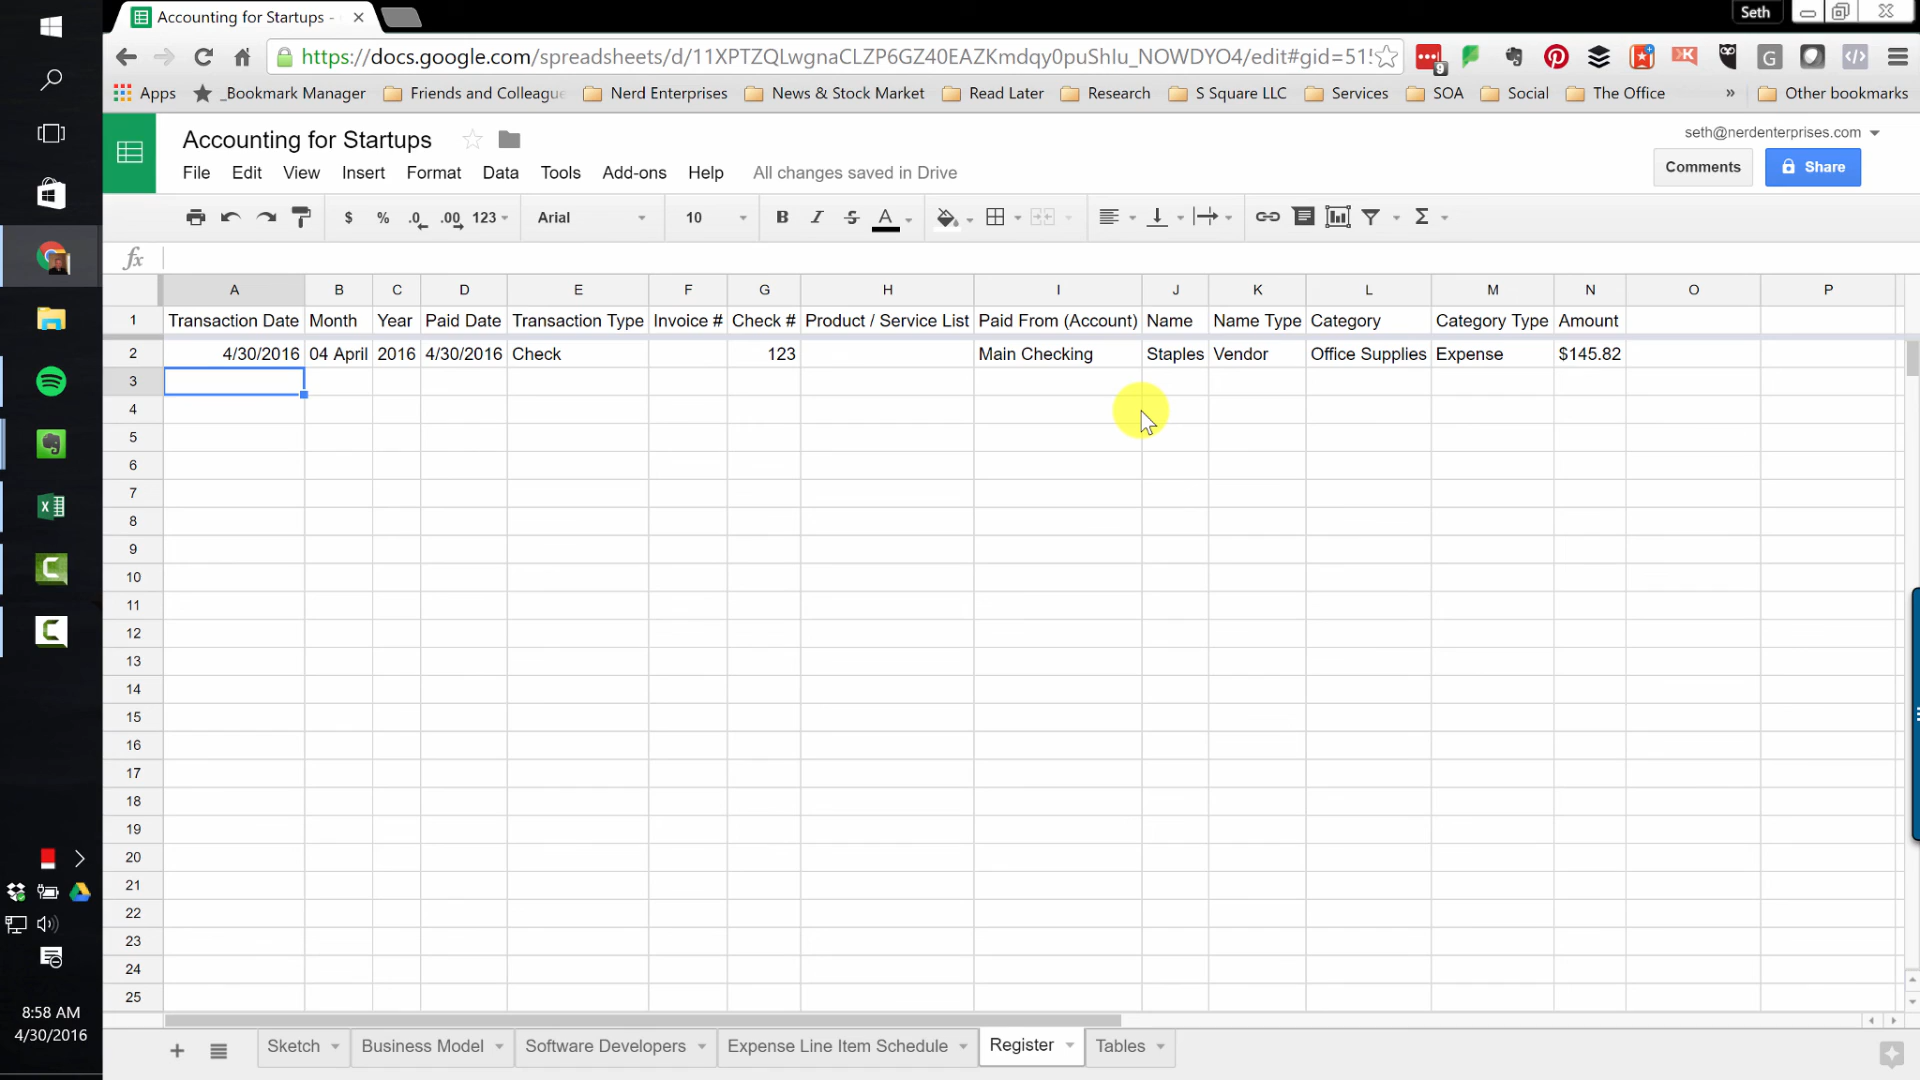 Accounting for Startups -
Seth
https://docs.google.com/spreadsheets/d/11XPTZQLwgnaCLZP6GZ40EAZKmdqy0puShlu_NOWDYO4/edit#gid=51
9
Apps
_Bookmark Manager
Friends and Colleague
Nerd Enterprises
News & Stock Market
Read Later
Research
S Square LLC
Services
SOA
Social
The Office
»
Other bookmarks
Accounting for Startups
seth@nerdenterprises.com
File Edit View Insert Format Data Tools Add-ons Help All changes saved in Drive
Comments
Share
$ % .0 .00 123 Arial 10 B I S A Σ
fx
A B C D E F G H I J K L M N O P
1 Transaction Date Month Year Paid Date Transaction Type Invoice # Check # Product / Service List Paid From (Account) Name Name Type Category Category Type Amount
2 4/30/2016 04 April 2016 4/30/2016 Check 123 Main Checking Staples Vendor Office Supplies Expense $145.82
3
4
5
6
7
8
9
10
11
12
13
14
15
16
17
18
19
20
21
22
23
24
25
8:58 AM
4/30/2016
+ Sketch Business Model Software Developers Expense Line Item Schedule Register Tables